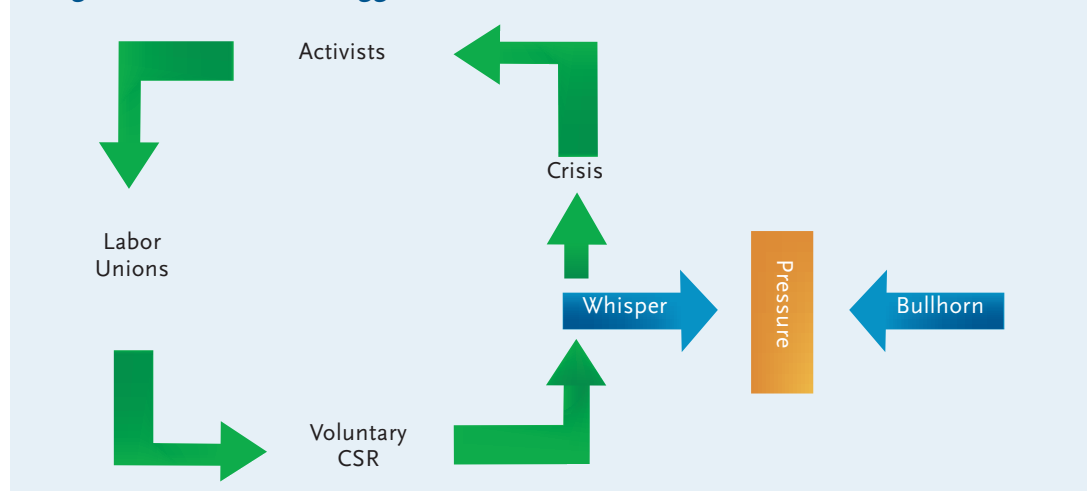 Activists
Crisis
Labor
Unions
Whisper
Pressure
Bullhorn
Voluntary
CSR